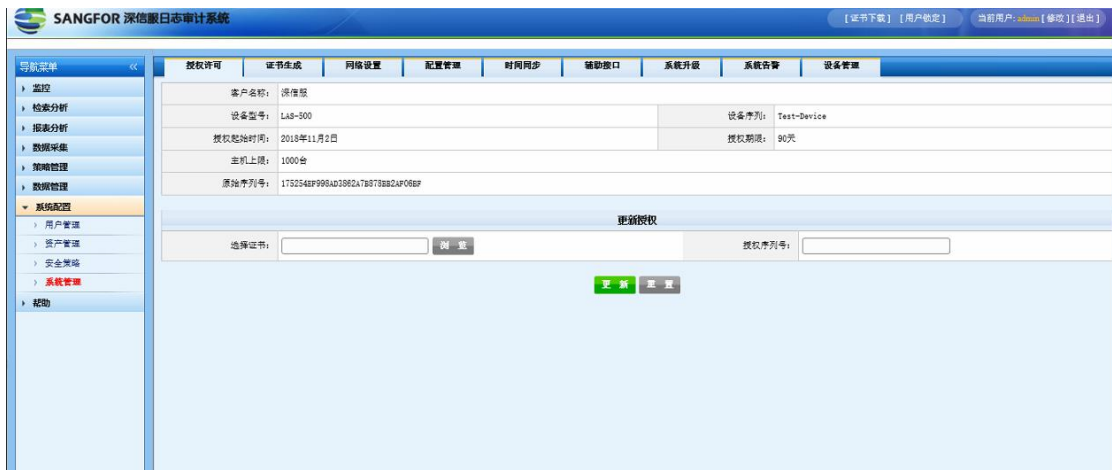 SANGFOR 深信服日志审计系统
[证书下载] [用户锁定] 当前用户: admin [修改] [退出]
导航菜单 «
监控
检索分析
报表分析
数据采集
策略管理
数据管理
系统配置
用户管理
资产管理
安全策略
系统管理
帮助
授权许可 证书生成 网络设置 配置管理 时间同步 辅助接口 系统升级 系统告警 设备管理
客户名称: 深信服
设备型号: LAS-500 设备序列: Test-Device
授权起始时间: 2018年11月2日 授权期限: 90天
主机上限: 1000台
原始序列号: 175254EF998AD3862A7B878BB2AF06BF
更新授权
选择证书: 浏 览 授权序列号:
更 新 重 置